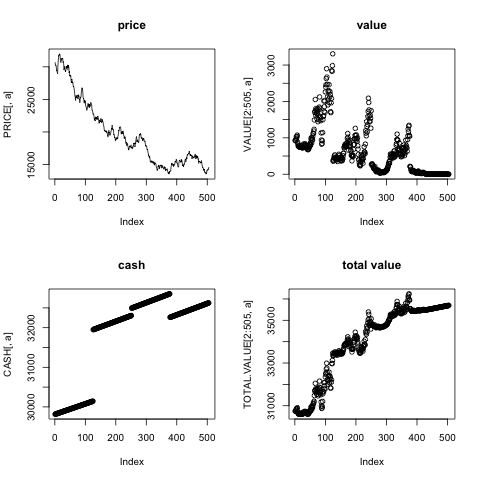 price
PRICE[, a]
15000 25000
0 100 200 300 400 500
Index
value
VALUE[2:505, a]
0 1000 2000 3000
0 100 200 300 400 500
Index
cash
CASH[, a]
30000 31000 32000
0 100 200 300 400 500
Index
total value
TOTAL.VALUE[2:505, a]
31000 33000 35000
0 100 200 300 400 500
Index